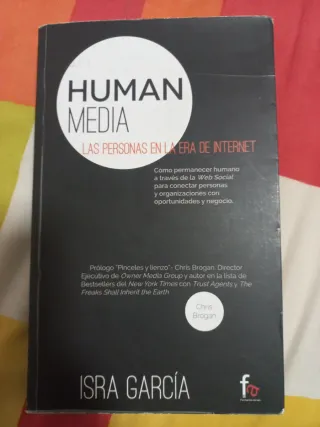 HUMAN
MEDIA
LAS PERSONAS EN LA ERA DE INTERNET
Cómo permanecer humano
a través de la Web Social
para conectar personas
y organizaciones con
oportunidades y negocio.
Prólogo "Pinceles y lienzo"- Chris Brogan. Director
Ejecutivo de Owner Media Group y autor en la lista de
Bestsellers del New York Times con Trust Agents y The
Freaks Shall Inherit the Earth.
Chris
Brogan
ISRA GARCÍA